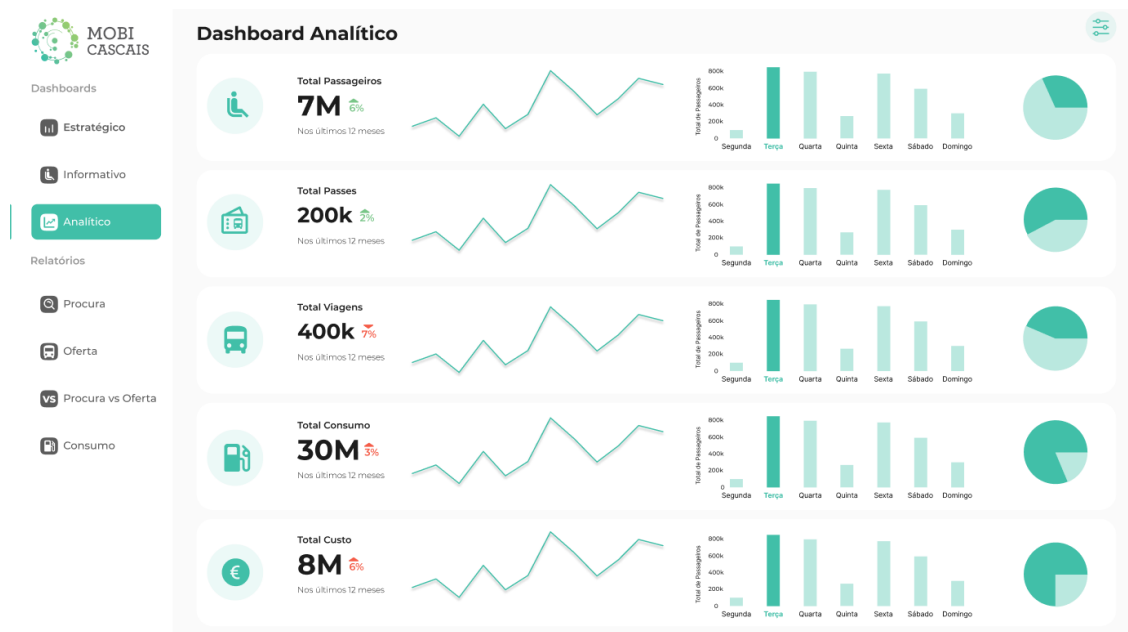 MOBI
CASCAIS
Dashboards
Estratégico
Informativo
Analítico
Relatórios
Procura
Oferta
VS Procura vs Oferta
Consumo
Dashboard Analítico
Total Passageiros
7M 6%
Nos últimos 12 meses
Total de Passageiros
800k
600k
400k
200k
0
Segunda Terça Quarta Quinta Sexta Sábado Domingo
Total Passes
200k 2%
Nos últimos 12 meses
Total de Passageiros
800k
600k
400k
200k
0
Segunda Terça Quarta Quinta Sexta Sábado Domingo
Total Viagens
400k 7%
Nos últimos 12 meses
Total de Passageiros
800k
600k
400k
200k
0
Segunda Terça Quarta Quinta Sexta Sábado Domingo
Total Consumo
30M 3%
Nos últimos 12 meses
Total de Passageiros
800k
600k
400k
200k
0
Segunda Terça Quarta Quinta Sexta Sábado Domingo
Total Custo
8M 6%
Nos últimos 12 meses
Total de Passageiros
800k
600k
400k
200k
0
Segunda Terça Quarta Quinta Sexta Sábado Domingo